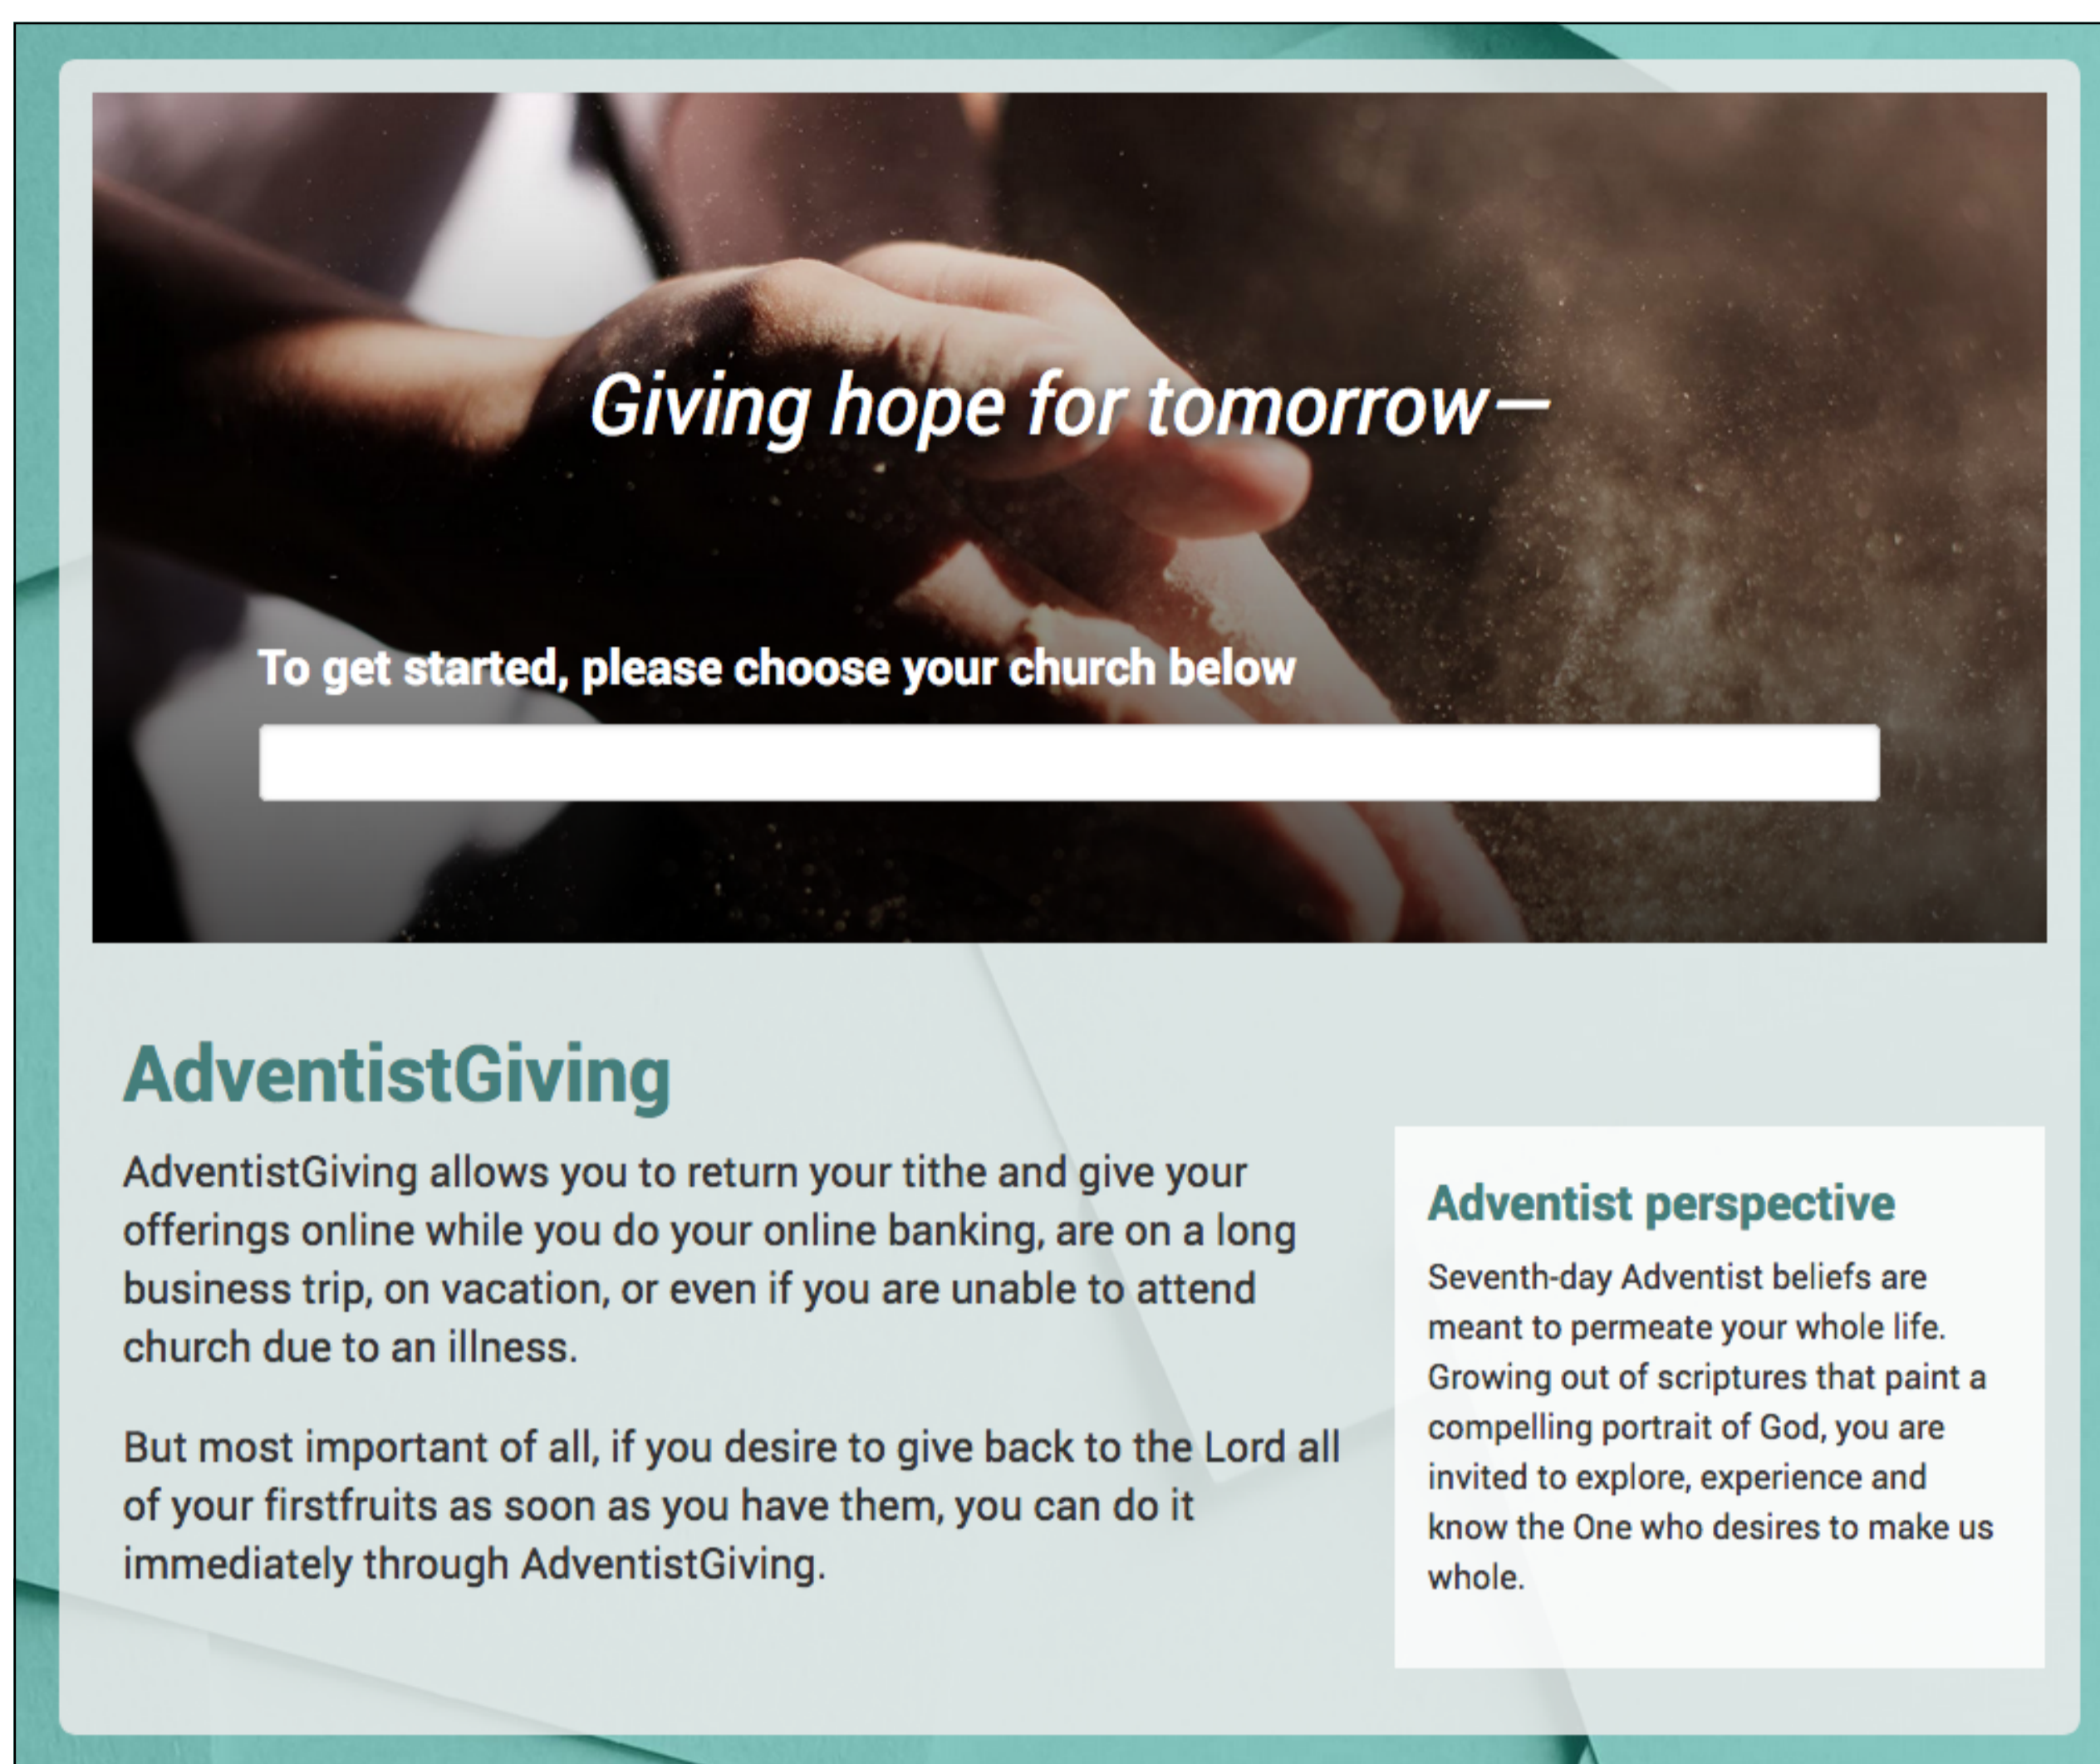 Giving hope for tomorrow—
To get started, please choose your church below
AdventistGiving
AdventistGiving allows you to return your tithe and give your
offerings online while you do your online banking, are on a long
business trip, on vacation, or even if you are unable to attend
church due to an illness.
But most important of all, if you desire to give back to the Lord all
of your firstfruits as soon as you have them, you can do it
immediately through AdventistGiving.
Adventist perspective
Seventh-day Adventist beliefs are
meant to permeate your whole life.
Growing out of scriptures that paint a
compelling portrait of God, you are
invited to explore, experience and
know the One who desires to make us
whole.